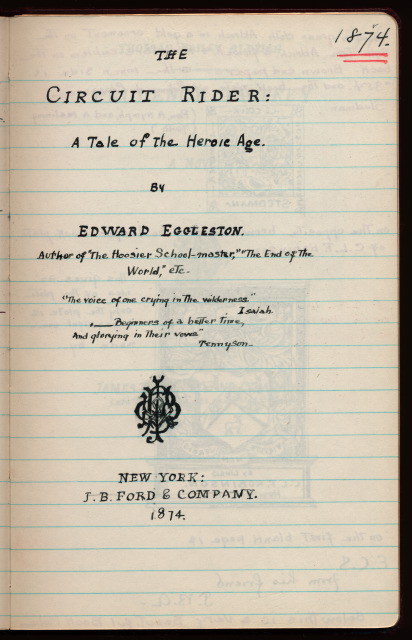 1874.
THE
CIRCUIT RIDER:
A Tale of the Heroic Age.
BY
EDWARD EGGLESTON.
Author of "The Hoosier School-master," "The End of The
World," etc.
"The voice of one crying in The wilderness."
Isaiah.
"___ Beginners of a better Time,
And glorying in Their vows"
Tennyson.
NEW YORK:
J. B. FORD & COMPANY.
1874.